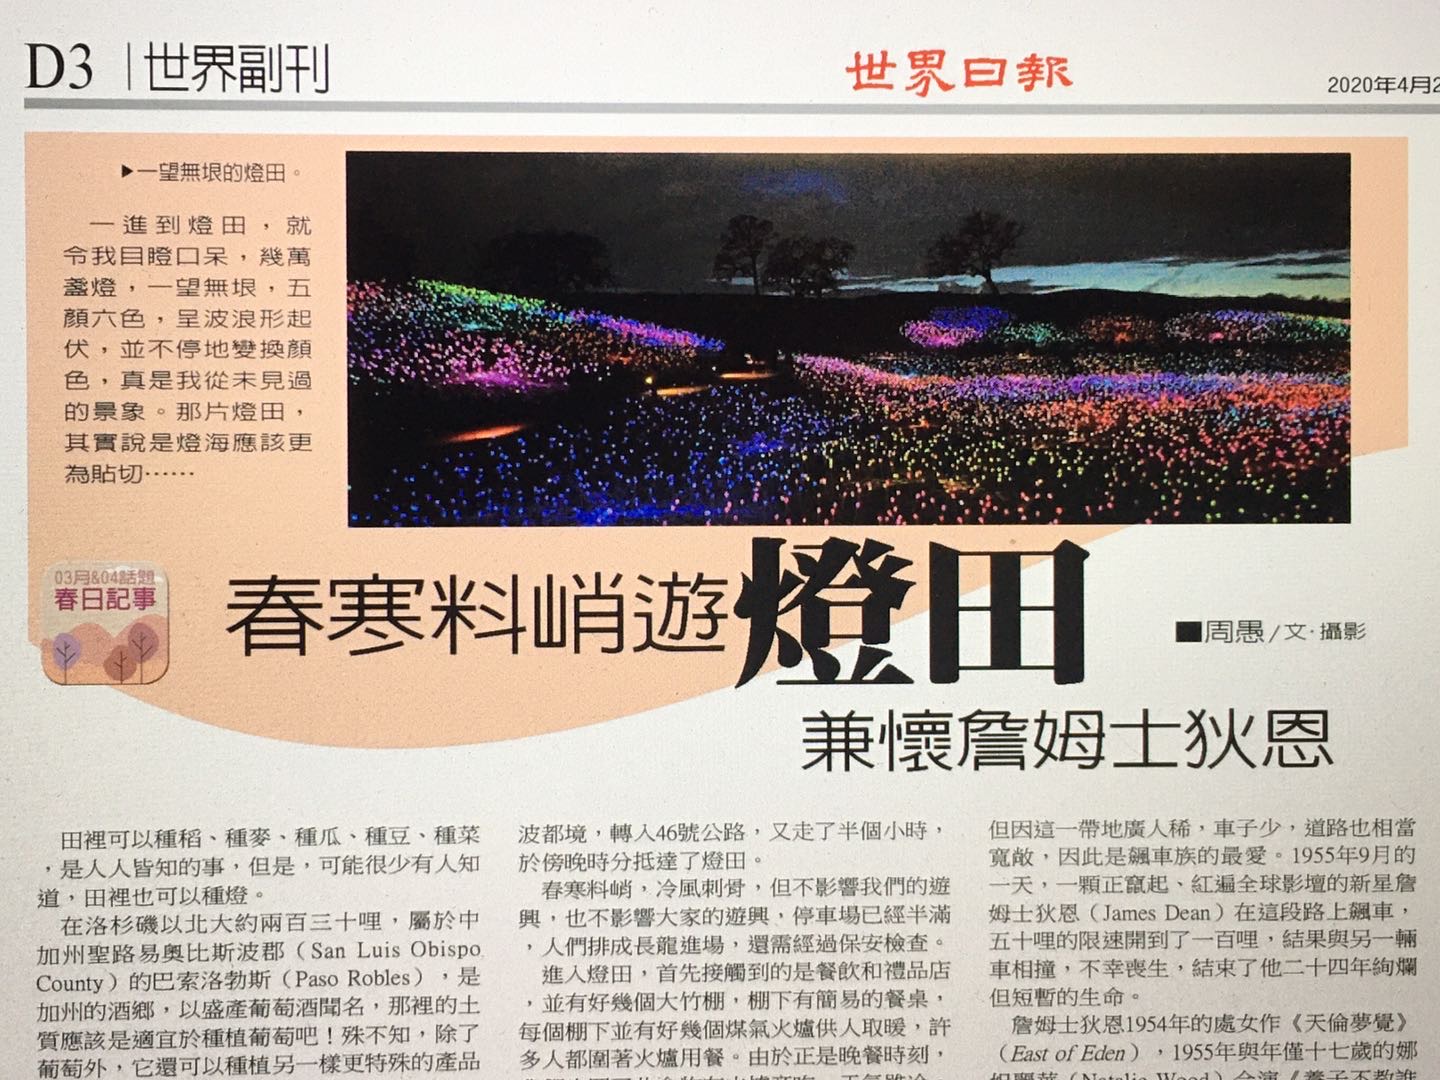 D3 世界副刊
世界日報
2020年4月2
▶一望無垠的燈田。
一進到燈田，就
令我目瞪口呆，幾萬
盞燈，一望無垠，五
顏六色，呈波浪形起
伏，並不停地變換顏
色，真是我從未見過
的景象。那片燈田，
其實說是燈海應該更
為貼切……
03月&04話題
春日記事
春寒料峭遊燈田
■周愚/文·攝影
兼懷詹姆士狄恩
田裡可以種稻、種麥、種瓜、種豆、種菜
，是人人皆知的事，但是，可能很少有人知
道，田裡也可以種燈。
在洛杉磯以北大約兩百三十哩，屬於中
加州聖路易奧比斯波郡（San Luis Obispo
County）的巴索洛勃斯（Paso Robles），是
加州的酒鄉，以盛產葡萄酒聞名，那裡的土
質應該是適宜於種植葡萄吧！殊不知，除了
葡萄外，它還可以種植另一樣更特殊的產品
波都境，轉入46號公路，又走了半個小時，
於傍晚時分抵達了燈田。
春寒料峭，冷風刺骨，但不影響我們的遊
興，也不影響大家的遊興，停車場已經半滿
，人們排成長龍進場，還需經過保安檢查。
進入燈田，首先接觸到的是餐飲和禮品店
，並有好幾個大竹棚，棚下有簡易的餐桌，
每個棚下並有好幾個煤氣火爐供人取暖，許
多人都圍著火爐用餐。由於正是晚餐時刻，
但因這一帶地廣人稀，車子少，道路也相當
寬敞，因此是飆車族的最愛。1955年9月的
一天，一顆正竄起、紅遍全球影壇的新星詹
姆士狄恩（James Dean）在這段路上飆車，
五十哩的限速開到了一百哩，結果與另一輛
車相撞，不幸喪生，結束了他二十四年絢爛
但短暫的生命。
詹姆士狄恩1954年的處女作《天倫夢覺》
（East of Eden），1955年與年僅十七歲的娜
妲麗華（Natalie Wood）合演《養子不教誰